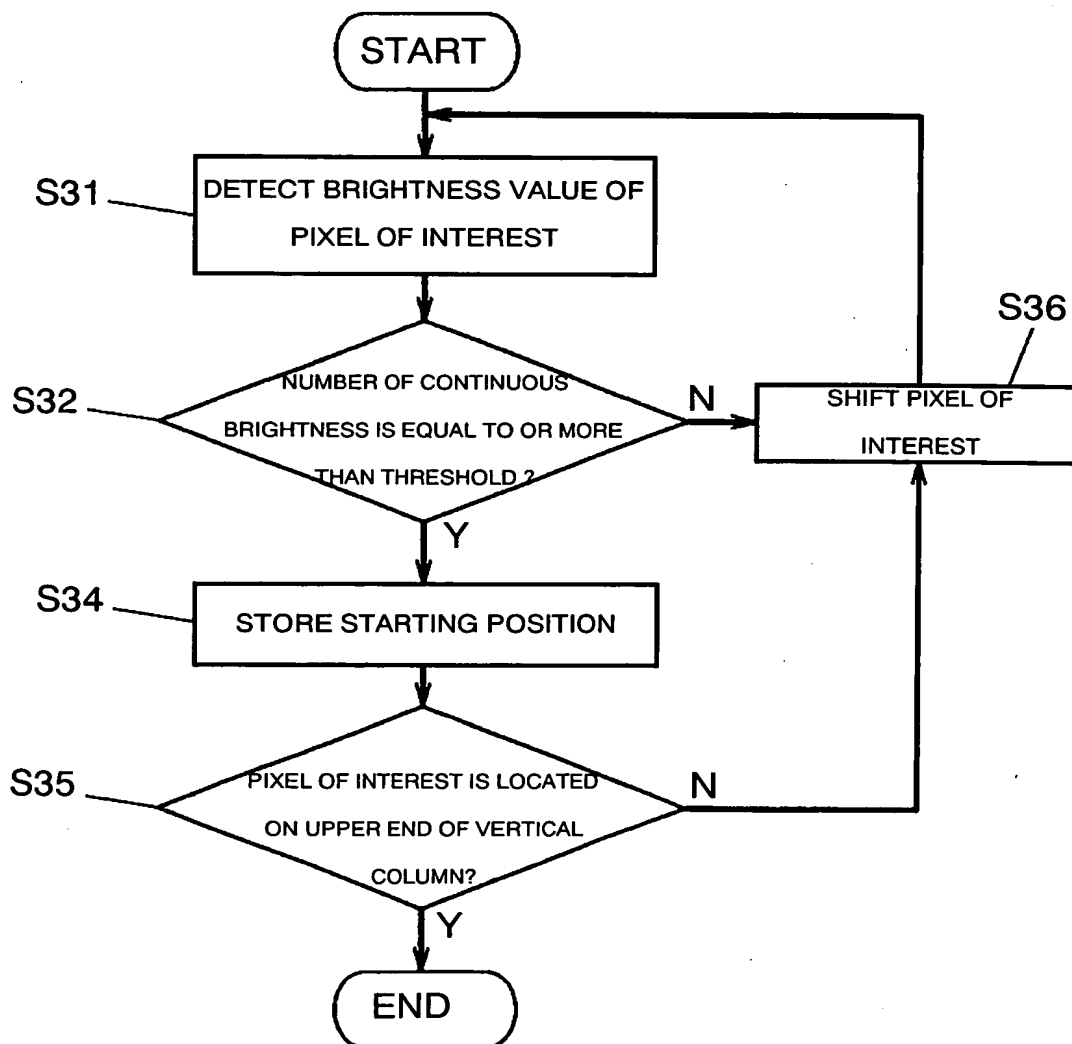 START
S31
DETECT BRIGHTNESS VALUE OF
PIXEL OF INTEREST
S36
SHIFT PIXEL OF
INTEREST
S32
NUMBER OF CONTINUOUS
BRIGHTNESS IS EQUAL TO OR MORE
THAN THRESHOLD ?
N
Y
S34
STORE STARTING POSITION
S35
PIXEL OF INTEREST IS LOCATED
ON UPPER END OF VERTICAL
COLUMN?
N
Y
END